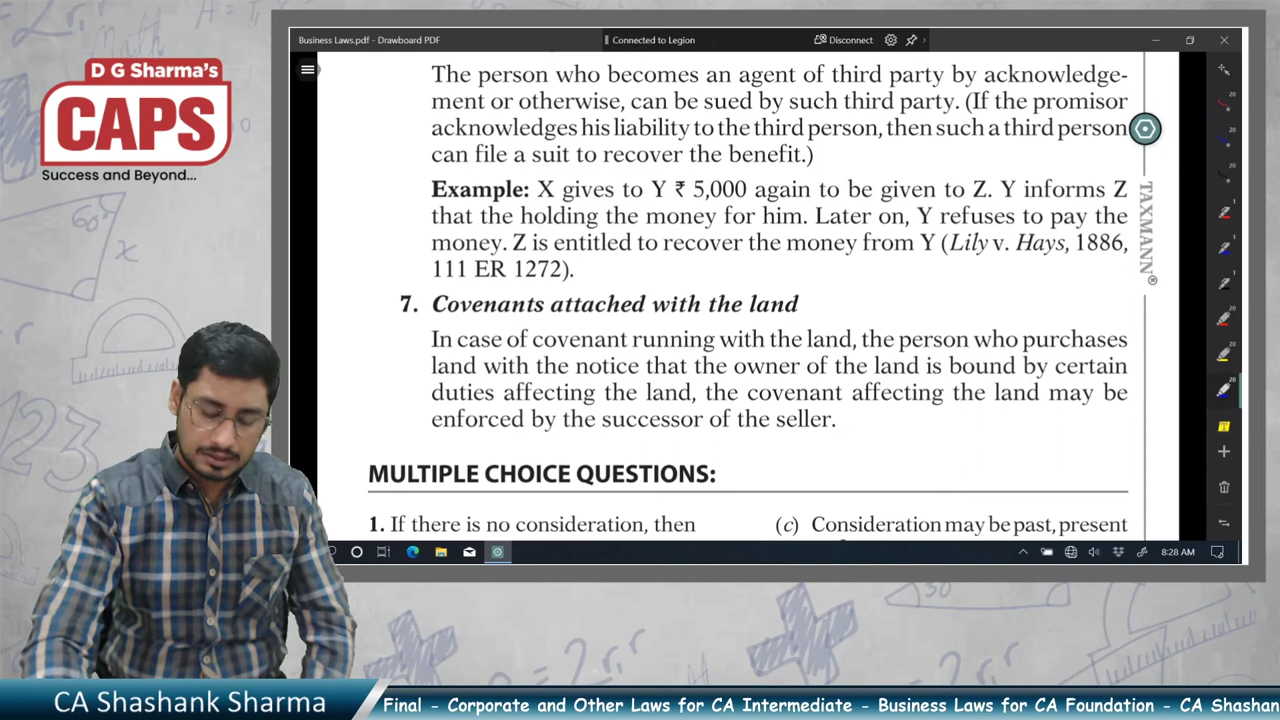 D G Sharma's
CAPS
Success and Beyond...
Business Laws.pdf - Drawboard PDF
Connected to Legion
Disconnect
The person who becomes an agent of third party by acknowledge-
ment or otherwise, can be sued by such third party. (If the promisor
acknowledges his liability to the third person, then such a third person
can file a suit to recover the benefit.)
Example: X gives to Y ₹ 5,000 again to be given to Z. Y informs Z
that the holding the money for him. Later on, Y refuses to pay the
money. Z is entitled to recover the money from Y (Lily v. Hays, 1886,
111 ER 1272).
7. Covenants attached with the land
In case of covenant running with the land, the person who purchases
land with the notice that the owner of the land is bound by certain
duties affecting the land, the covenant affecting the land may be
enforced by the successor of the seller.
MULTIPLE CHOICE QUESTIONS:
1. If there is no consideration, then
(c) Consideration may be past, present
TAXMANN®
8:28 AM
CA Shashank Sharma
Final - Corporate and Other Laws for CA Intermediate - Business Laws for CA Foundation - CA Shashan